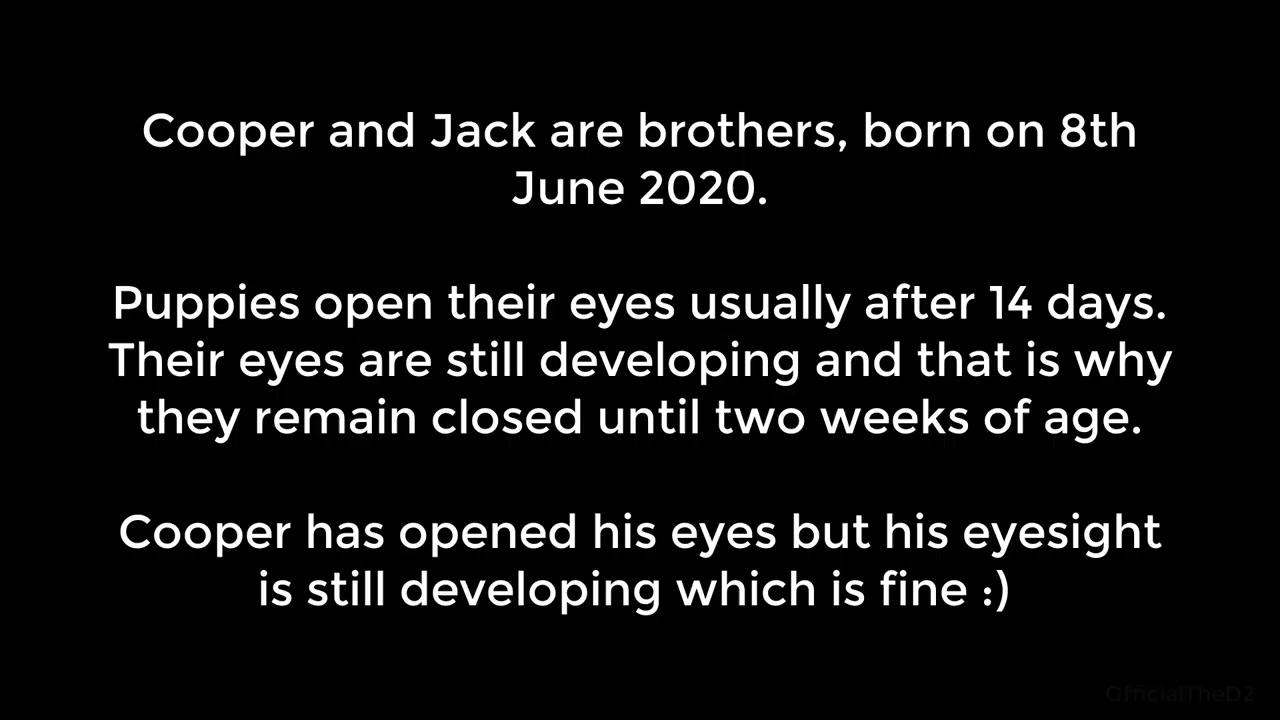 Cooper and Jack are brothers, born on 8th
June 2020.
Puppies open their eyes usually after 14 days.
Their eyes are still developing and that is why
they remain closed until two weeks of age.
Cooper has opened his eyes but his eyesight
is still developing which is fine :)
OfficialTheD2